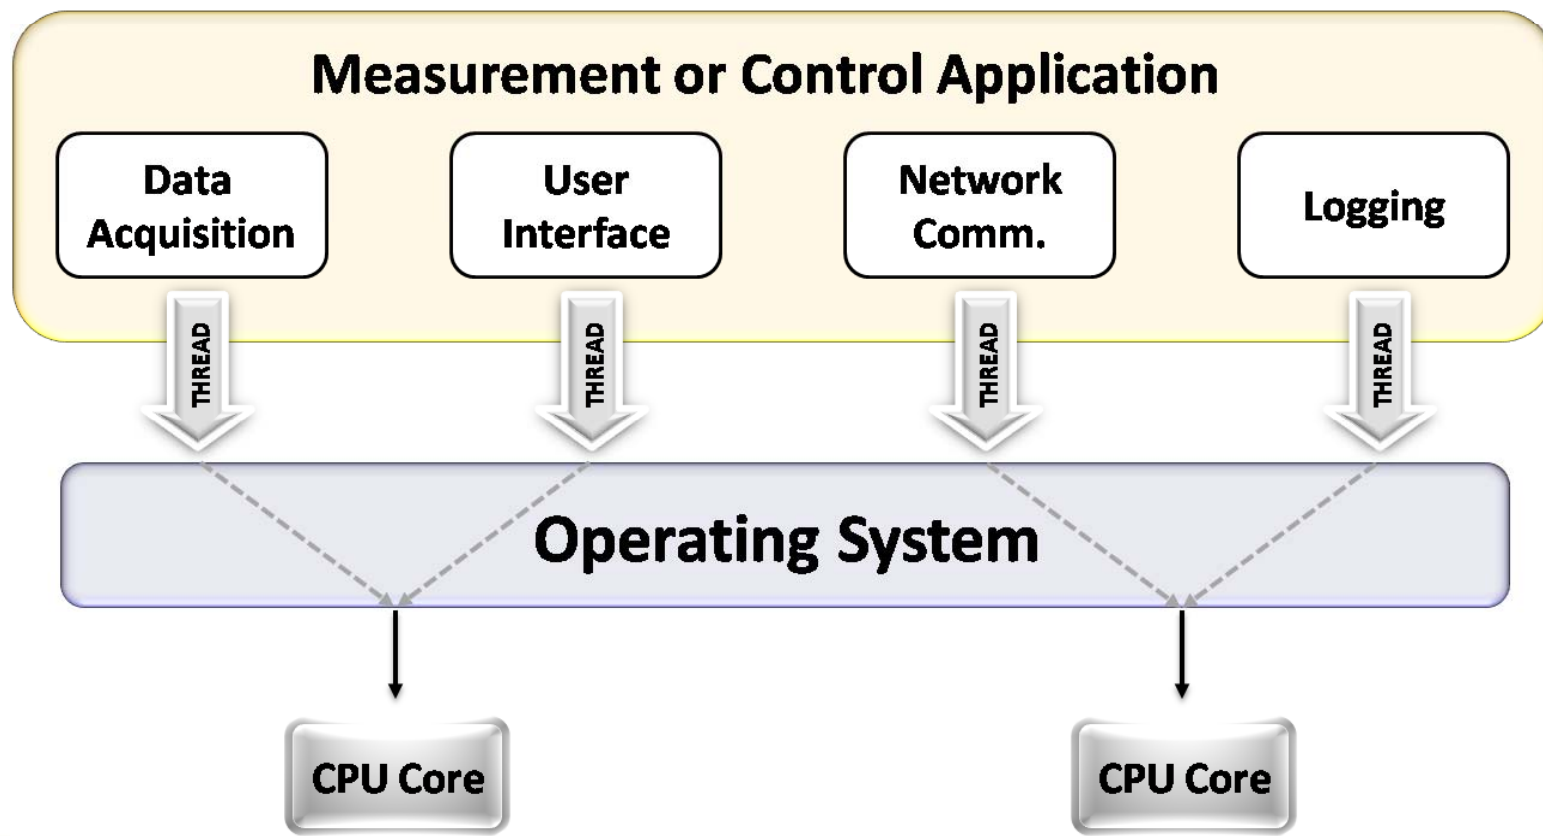 Measurement or Control Application
Data
Acquisition
User
Interface
Network
Comm.
Logging
THREAD
THREAD
THREAD
THREAD
Operating System
CPU Core
CPU Core